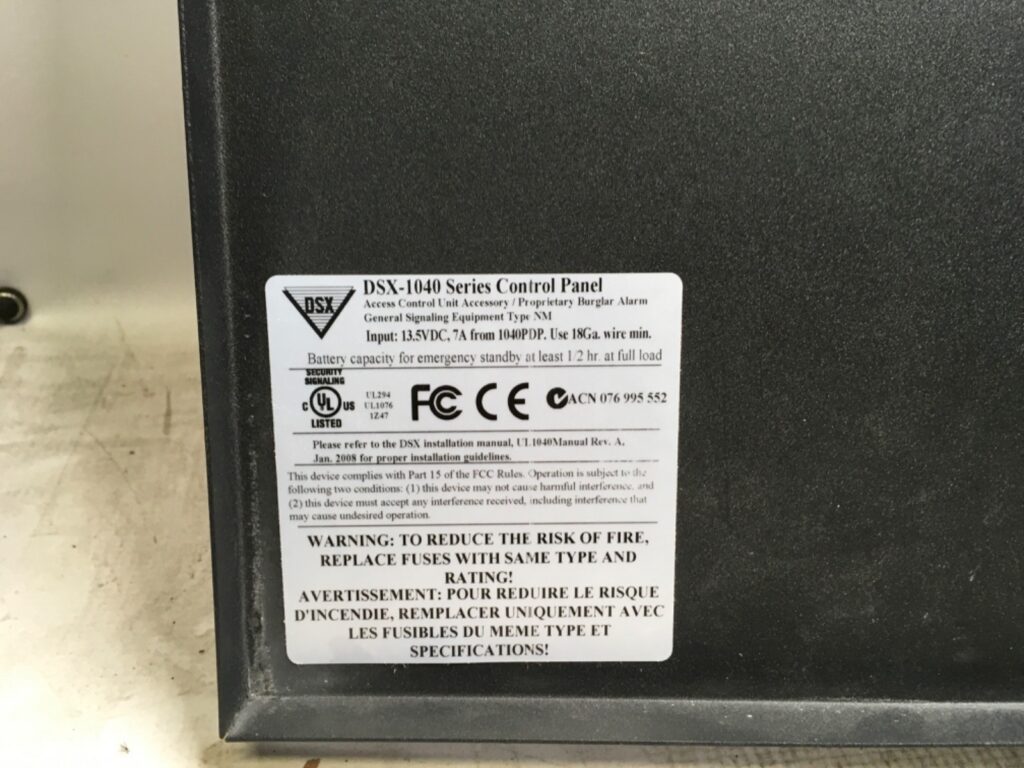 DSX
DSX-1040 Series Control Panel
Access Control Unit Accessory / Proprietary Burglar Alarm
General Signaling Equipment Type NM
Input: 13.5VDC, 7A from 1040PDP. Use 18Ga. wire min.
Battery capacity for emergency standby at least 1/2 hr. at full load
SECURITY
SIGNALING
C UL US
LISTED
UL294
UL1076
1Z47
FC CE
ACN 076 995 552
Please refer to the DSX installation manual, UL1040Manual Rev. A,
Jan. 2008 for proper installation guidelines.
This device complies with Part 15 of the FCC Rules. Operation is subject to the
following two conditions: (1) this device may not cause harmful interference, and
(2) this device must accept any interference received, including interference that
may cause undesired operation.
WARNING: TO REDUCE THE RISK OF FIRE,
REPLACE FUSES WITH SAME TYPE AND
RATING!
AVERTISSEMENT: POUR REDUIRE LE RISQUE
D'INCENDIE, REMPLACER UNIQUEMENT AVEC
LES FUSIBLES DU MEME TYPE ET
SPECIFICATIONS!